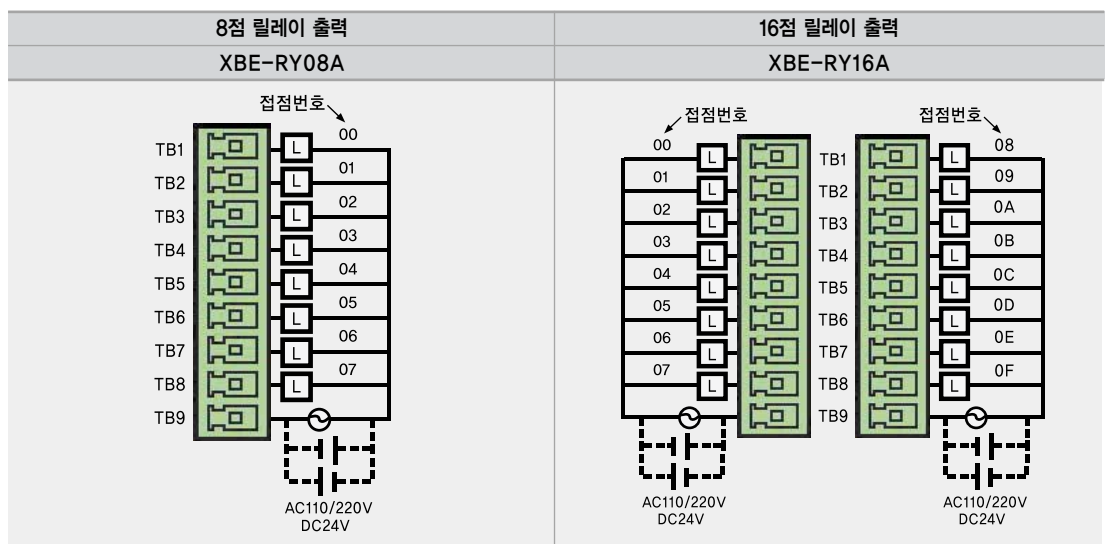 8점 릴레이 출력
16점 릴레이 출력
XBE-RY08A
XBE-RY16A
접점번호
TB1 L 00
TB2 L 01
TB3 L 02
TB4 L 03
TB5 L 04
TB6 L 05
TB7 L 06
TB8 L 07
TB9
AC110/220V
DC24V
접점번호
접점번호
00 L TB1 L 08
01 L TB2 L 09
02 L TB3 L 0A
03 L TB4 L 0B
04 L TB5 L 0C
05 L TB6 L 0D
06 L TB7 L 0E
07 L TB8 L 0F
TB9
AC110/220V
DC24V
AC110/220V
DC24V